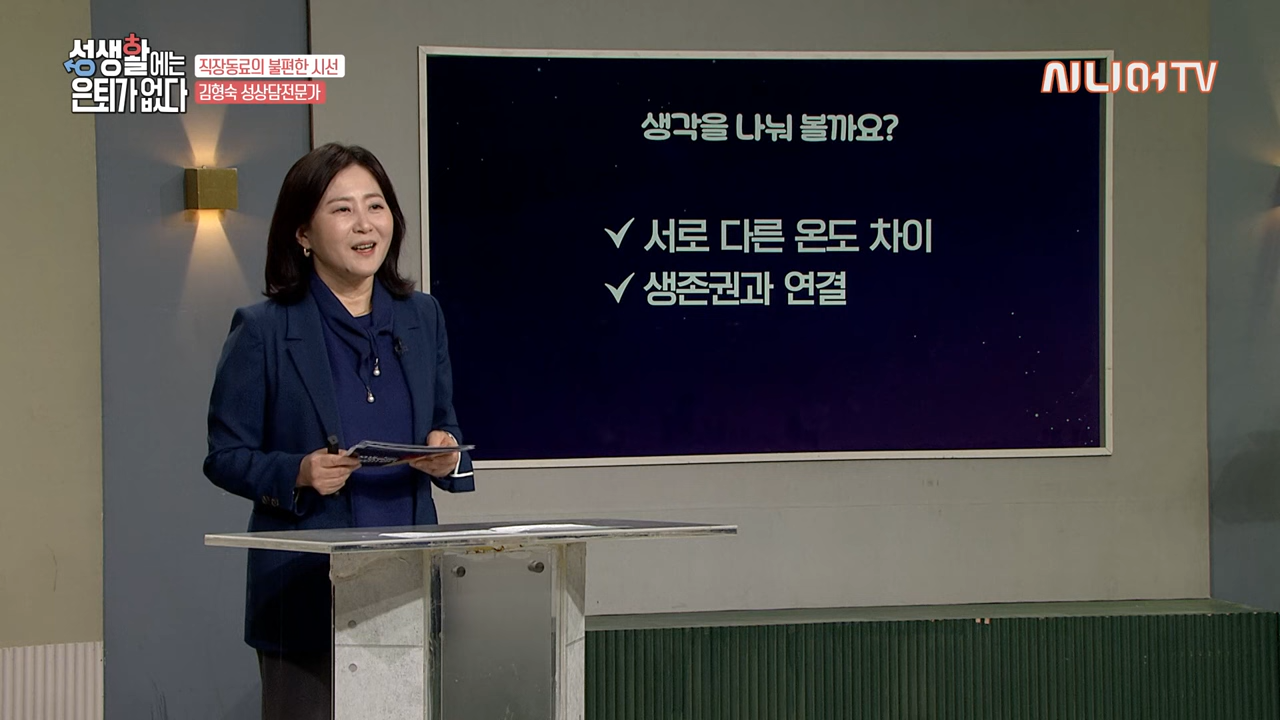 성생활에는
은퇴가 없다
직장동료의 불편한 시선
김형숙 성상담전문가
시니어TV
생각을 나눠 볼까요?
✓ 서로 다른 온도 차이
✓ 생존권과 연결